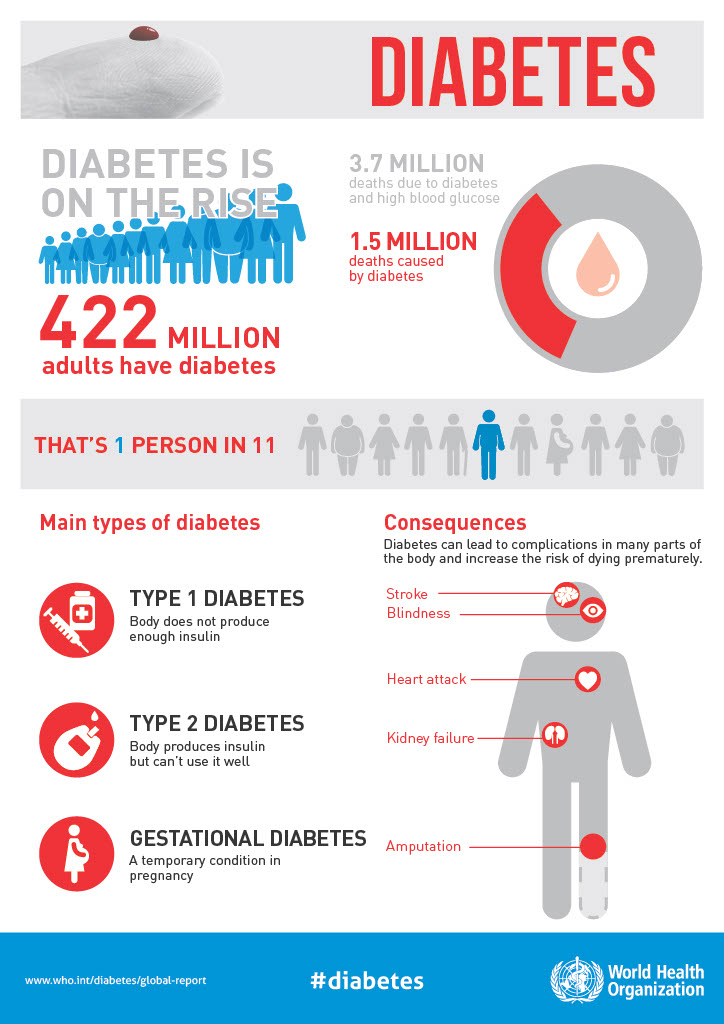 DIABETES
DIABETES IS
ON THE RISE
422 MILLION
adults have diabetes
3.7 MILLION
deaths due to diabetes
and high blood glucose
1.5 MILLION
deaths caused
by diabetes
THAT'S 1 PERSON IN 11
Main types of diabetes
TYPE 1 DIABETES
Body does not produce
enough insulin
TYPE 2 DIABETES
Body produces insulin
but can't use it well
GESTATIONAL DIABETES
A temporary condition in
pregnancy
Consequences
Diabetes can lead to complications in many parts of
the body and increase the risk of dying prematurely.
Stroke
Blindness
Heart attack
Kidney failure
Amputation
www.who.int/diabetes/global-report
#diabetes
World Health
Organization